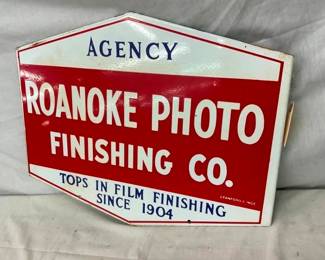 AGENCY
ROANOKE PHOTO
FINISHING CO.
TOPS IN FILM FINISHING
SINCE 1904